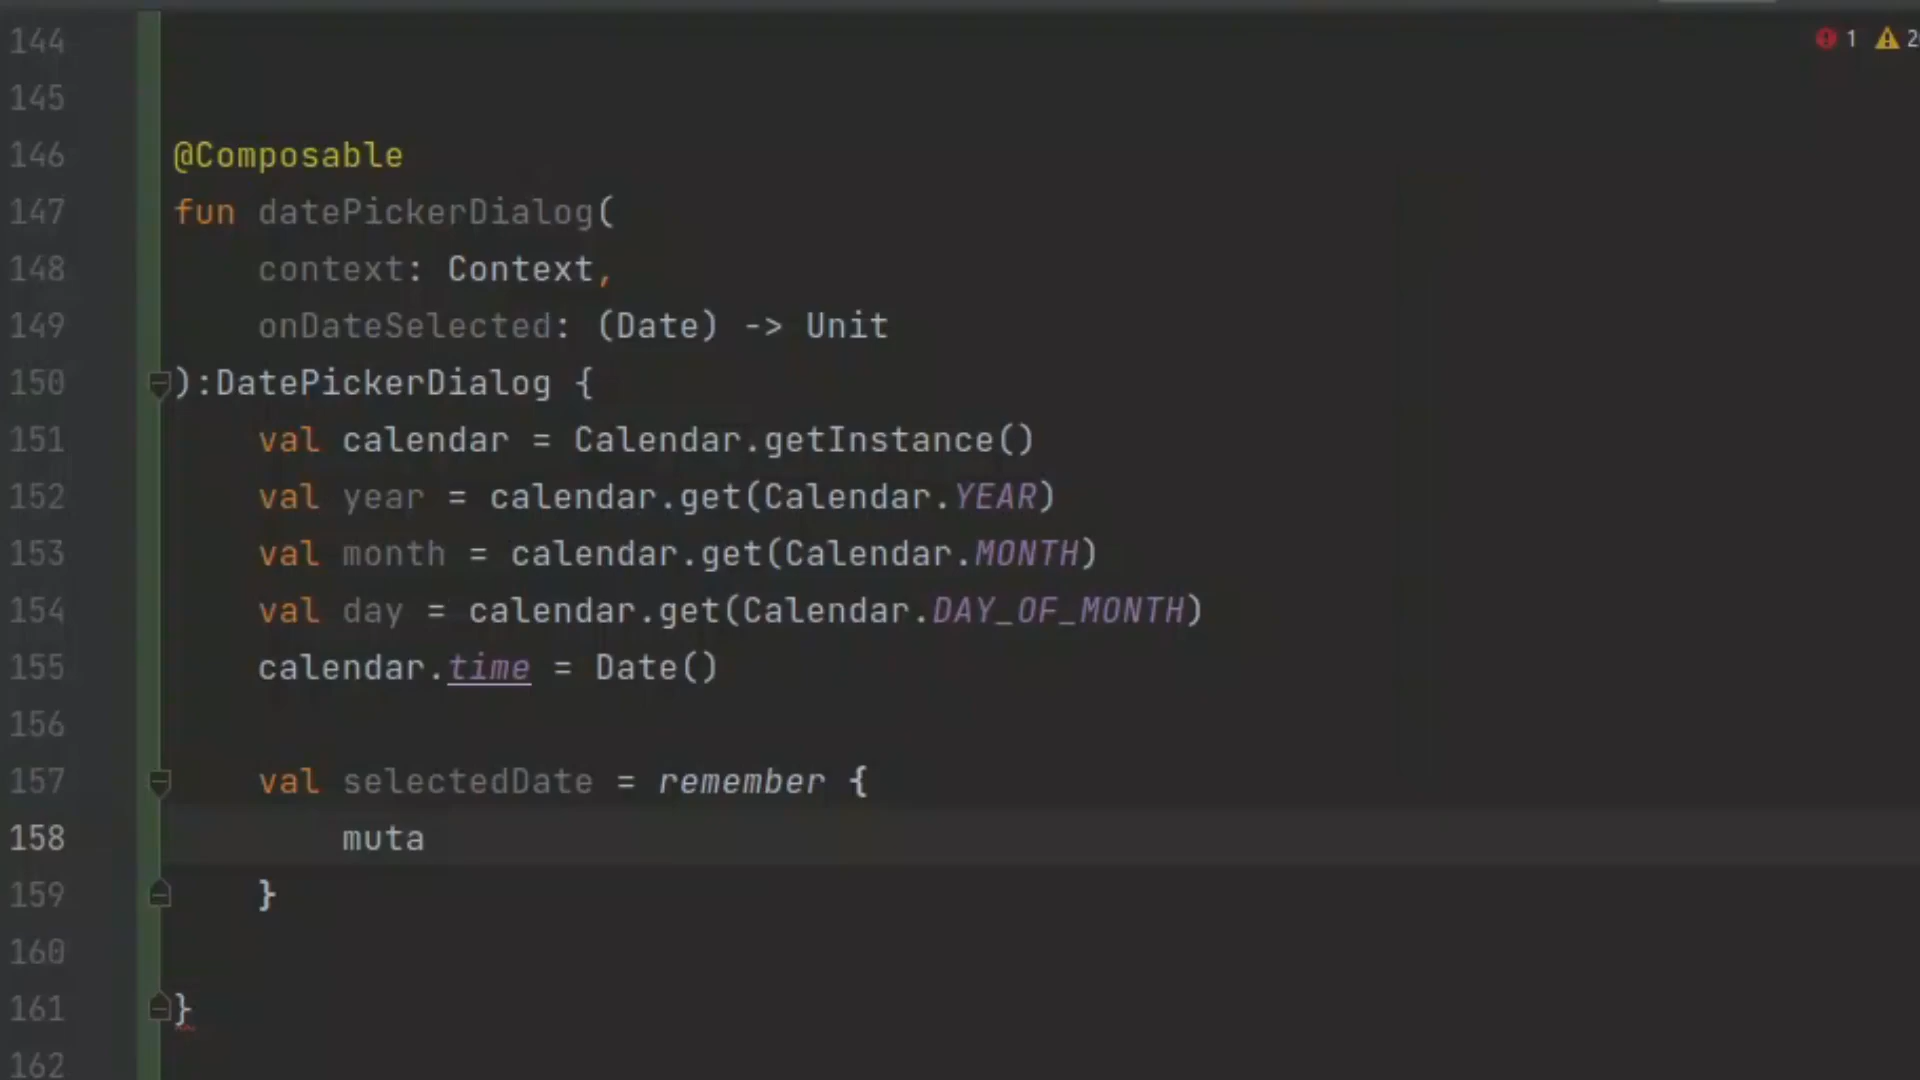 144
1 2
145
146 @Composable
147 fun datePickerDialog(
148 context: Context,
149 onDateSelected: (Date) -> Unit
150 ):DatePickerDialog {
151 val calendar = Calendar.getInstance()
152 val year = calendar.get(Calendar.YEAR)
153 val month = calendar.get(Calendar.MONTH)
154 val day = calendar.get(Calendar.DAY_OF_MONTH)
155 calendar.time = Date()
156
157 val selectedDate = remember {
158 muta
159 }
160
161 }
162